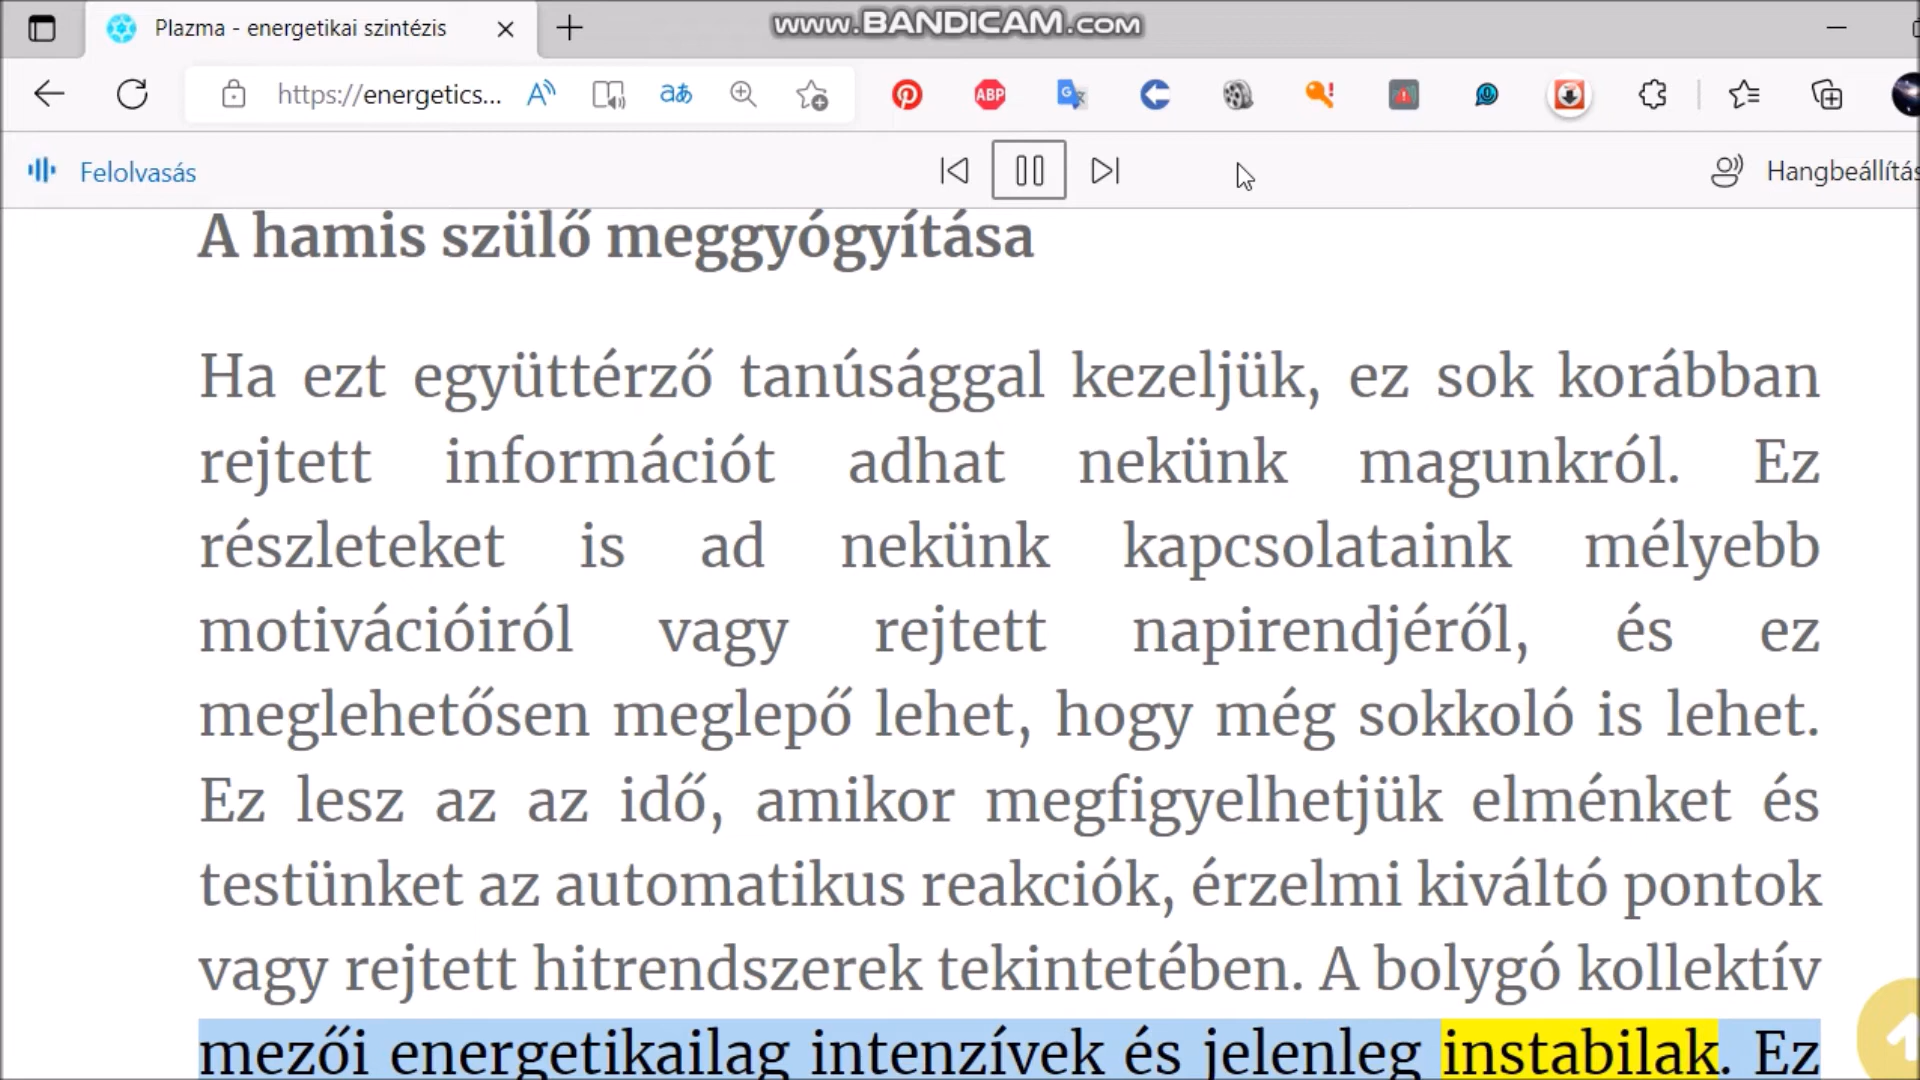 www.BANDICAM.com
Plazma - energetikai szintézis
https://energetics...
ABP
Felolvasás
Hangbeállítás
A hamis szülő meggyógyítása
Ha ezt együttérző tanúsággal kezeljük, ez sok korábban
rejtett információt adhat nekünk magunkról. Ez
részleteket is ad nekünk kapcsolataink mélyebb
motivációiról vagy rejtett napirendjéről, és ez
meglehetősen meglepő lehet, hogy még sokkoló is lehet.
Ez lesz az az idő, amikor megfigyelhetjük elménket és
testünket az automatikus reakciók, érzelmi kiváltó pontok
vagy rejtett hitrendszerek tekintetében. A bolygó kollektív
mezői energetikailag intenzívek és jelenleg instabilak. Ez